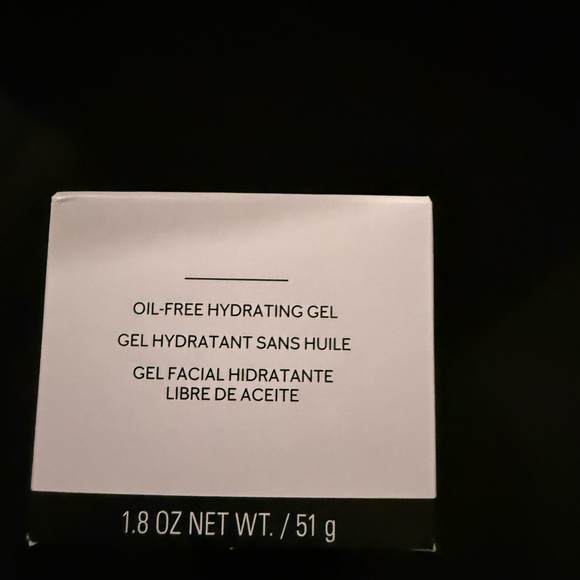 OIL-FREE HYDRATING GEL
GEL HYDRATANT SANS HUILE
GEL FACIAL HIDRATANTE
LIBRE DE ACEITE
1.8 OZ NET WT. / 51 g